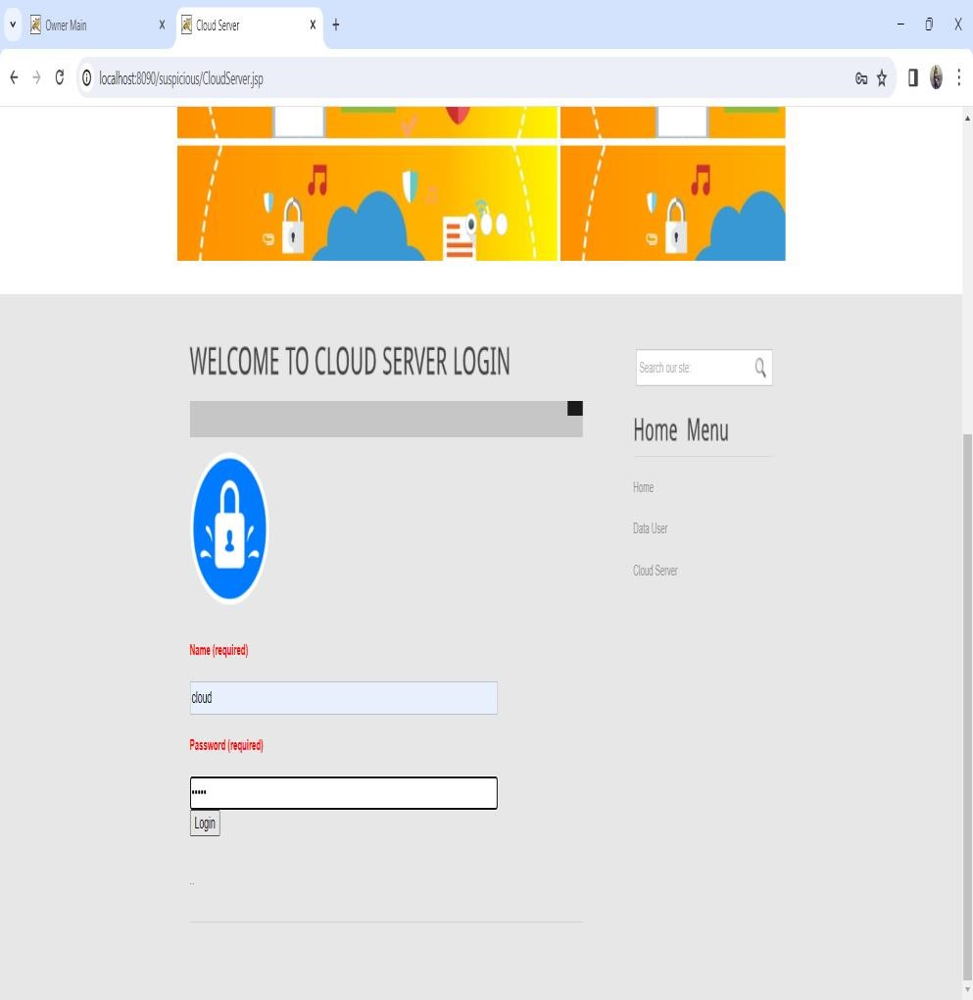 Owner Main
Cloud Server
localhost:8090/suspicious/CloudServer.jsp
WELCOME TO CLOUD SERVER LOGIN
Search our site:
Home Menu
Home
Data User
Cloud Server
Name (required)
cloud
Password (required)
•••••
Login
..